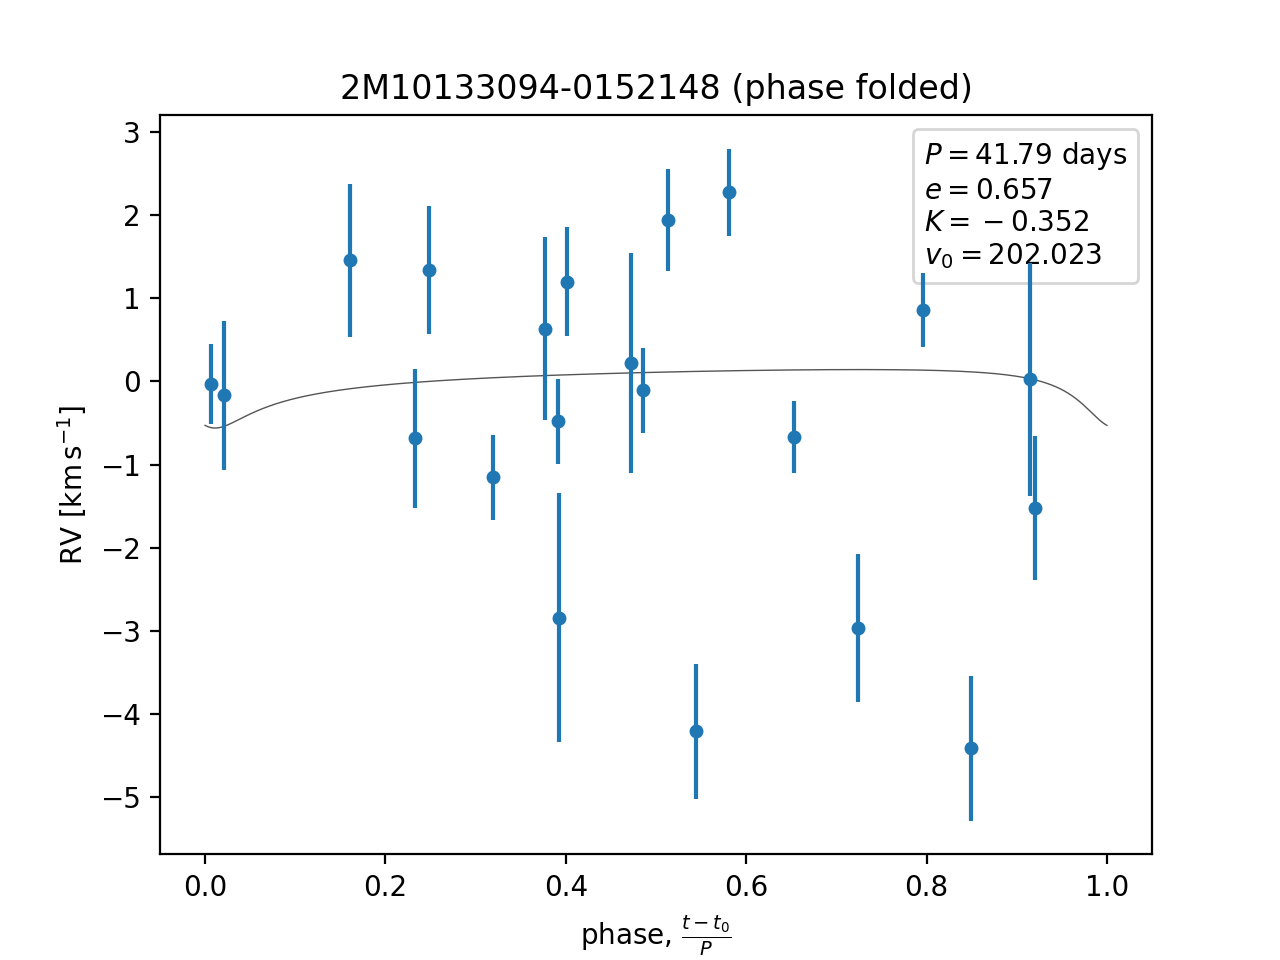 2M10133094-0152148 (phase folded)
P = 41.79 days
e = 0.657
K = −0.352
v₀ = 202.023
3
2
1
0
−1
−2
−3
−4
−5
RV [km s⁻¹]
0.0 0.2 0.4 0.6 0.8 1.0
phase, (t − t₀)/P